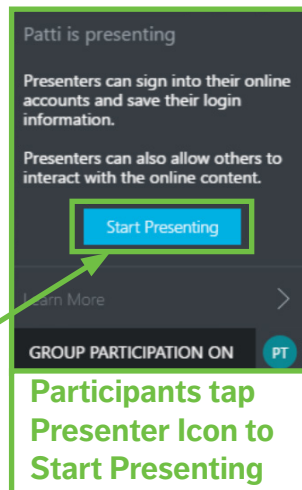 Patti is presenting
Presenters can sign into their online
accounts and save their login
information.
Presenters can also allow others to
interact with the online content.
Start Presenting
Learn More
GROUP PARTICIPATION ON
PT
Participants tap
Presenter Icon to
Start Presenting